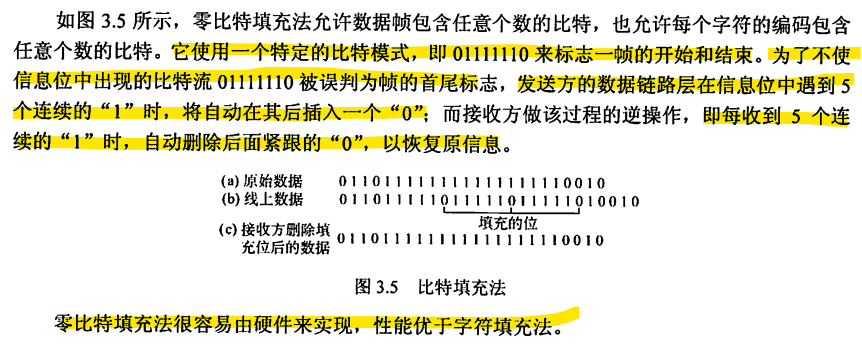 如图 3.5 所示，零比特填充法允许数据帧包含任意个数的比特，也允许每个字符的编码包含
任意个数的比特。它使用一个特定的比特模式，即 01111110 来标志一帧的开始和结束。为了不使
信息位中出现的比特流 01111110 被误判为帧的首尾标志，发送方的数据链路层在信息位中遇到 5
个连续的“1”时，将自动在其后插入一个“0”；而接收方做该过程的逆操作，即每收到 5 个连
续的“1”时，自动删除后面紧跟的“0”，以恢复原信息。
(a) 原始数据 011011111111111111110010
(b) 线上数据 011011111011111011111010010
填充的位
(c) 接收方删除填
充位后的数据 011011111111111111110010
图 3.5 比特填充法
零比特填充法很容易由硬件来实现，性能优于字符填充法。